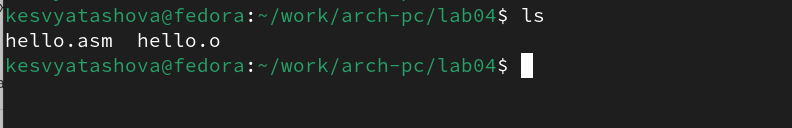 kesvyatashova@fedora:~/work/arch-pc/lab04$ ls
hello.asm  hello.o
kesvyatashova@fedora:~/work/arch-pc/lab04$